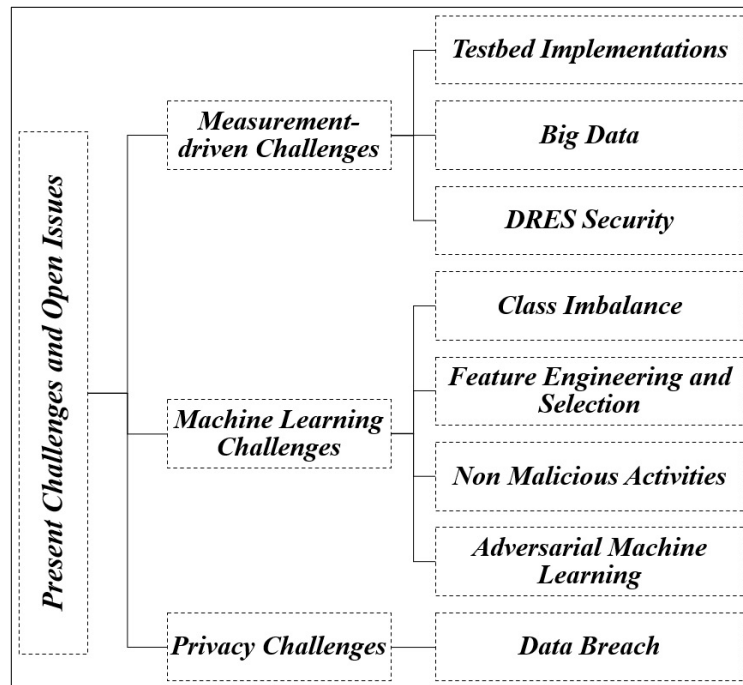 Present Challenges and Open Issues
Measurement-
driven Challenges
Testbed Implementations
Big Data
DRES Security
Machine Learning
Challenges
Class Imbalance
Feature Engineering and
Selection
Non Malicious Activities
Adversarial Machine
Learning
Privacy Challenges
Data Breach